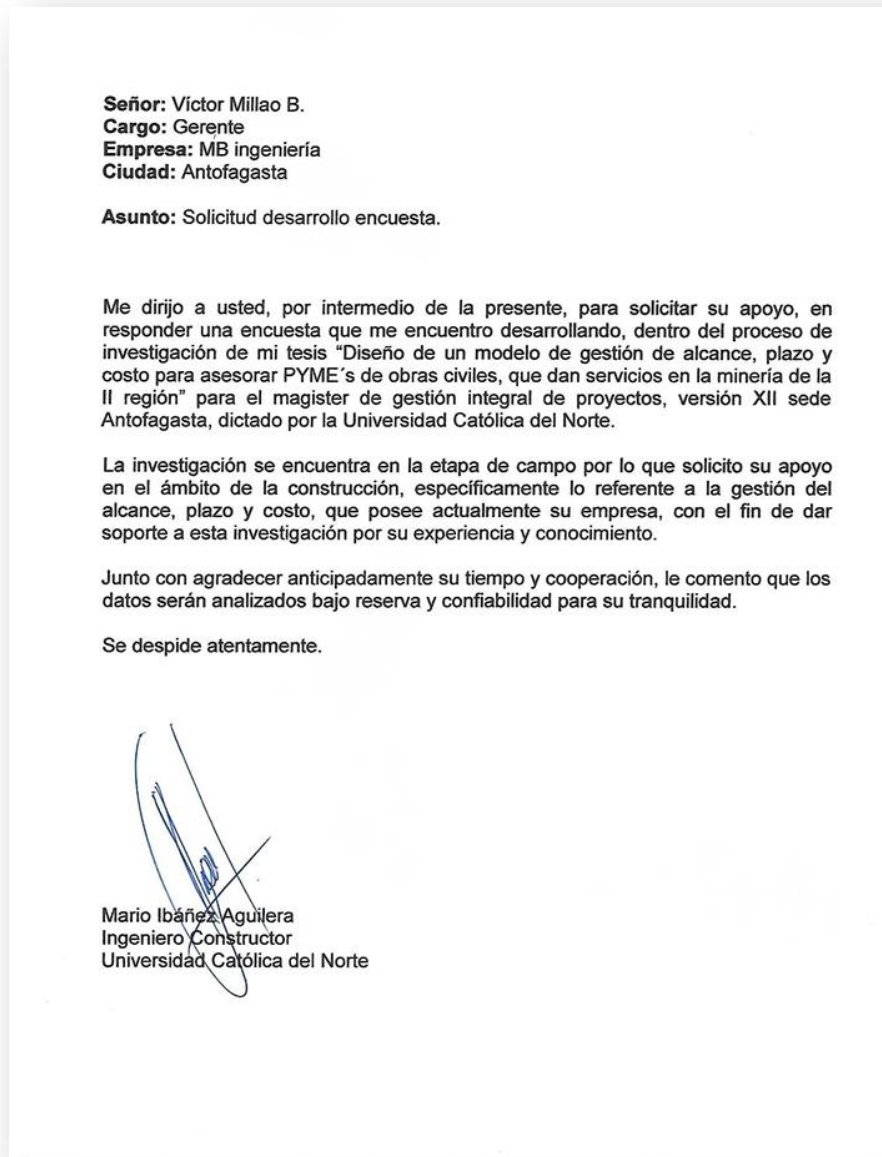 Señor: Víctor Millao B.
Cargo: Gerente
Empresa: MB ingeniería
Ciudad: Antofagasta
Asunto: Solicitud desarrollo encuesta.
Me dirijo a usted, por intermedio de la presente, para solicitar su apoyo, en
responder una encuesta que me encuentro desarrollando, dentro del proceso de
investigación de mi tesis “Diseño de un modelo de gestión de alcance, plazo y
costo para asesorar PYME´s de obras civiles, que dan servicios en la minería de la
II región” para el magister de gestión integral de proyectos, versión XII sede
Antofagasta, dictado por la Universidad Católica del Norte.
La investigación se encuentra en la etapa de campo por lo que solicito su apoyo
en el ámbito de la construcción, específicamente lo referente a la gestión del
alcance, plazo y costo, que posee actualmente su empresa, con el fin de dar
soporte a esta investigación por su experiencia y conocimiento.
Junto con agradecer anticipadamente su tiempo y cooperación, le comento que los
datos serán analizados bajo reserva y confiabilidad para su tranquilidad.
Se despide atentamente.
Mario Ibáñez Aguilera
Ingeniero Constructor
Universidad Católica del Norte